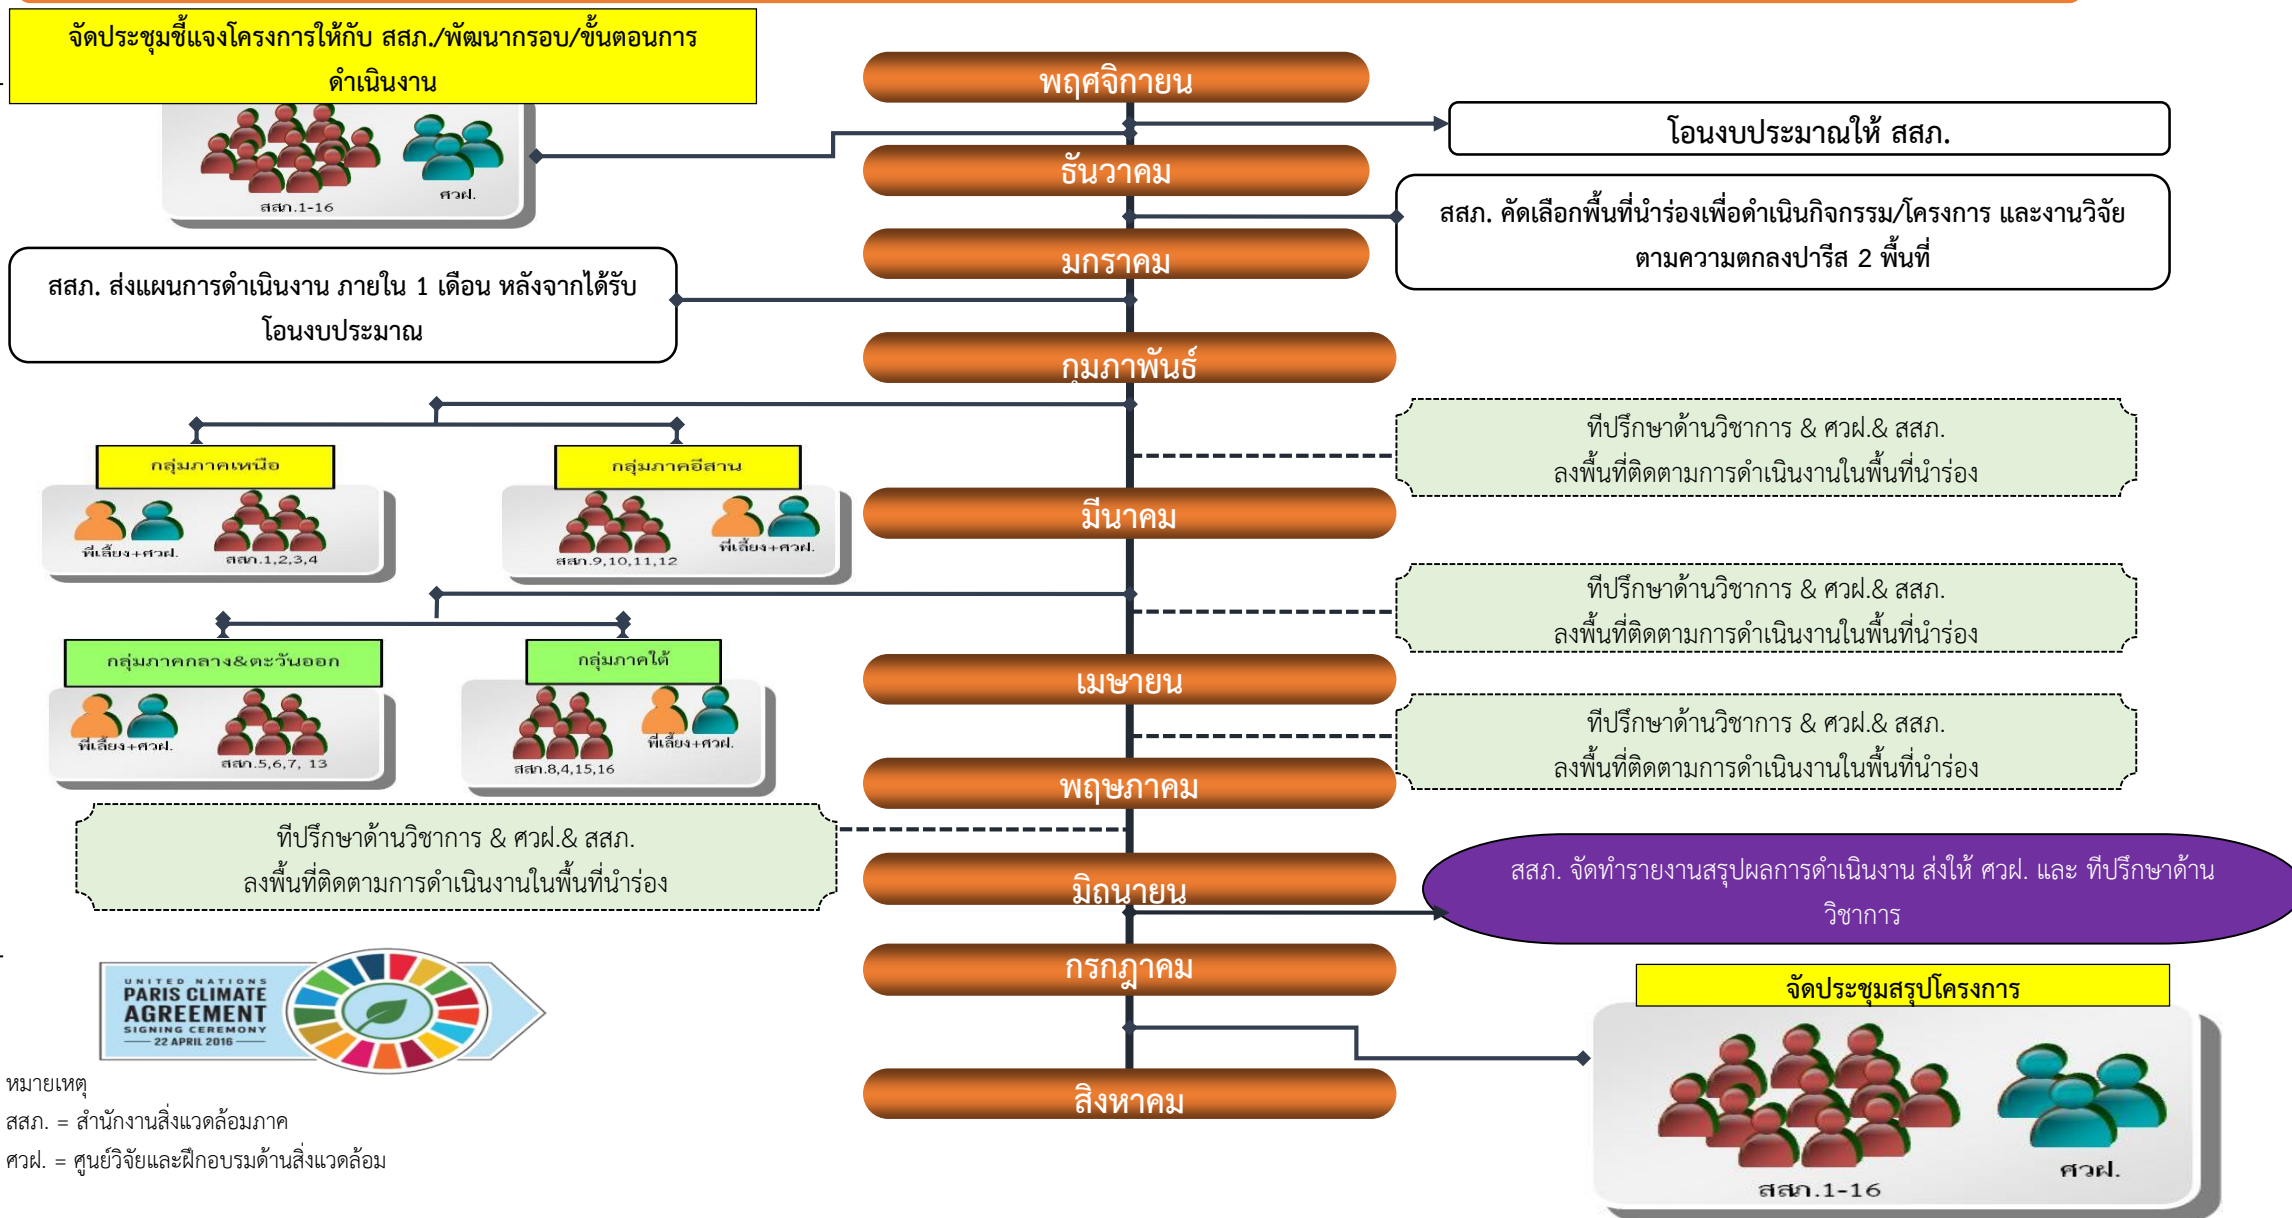 จัดประชุมชี้แจงโครงการให้กับ สสภ./พัฒนากรอบ/ขั้นตอนการ
ดำเนินงาน
สสภ.1-16
ศวฝ.
พฤศจิกายน
โอนงบประมาณให้ สสภ.
ธันวาคม
สสภ. คัดเลือกพื้นที่นำร่องเพื่อดำเนินกิจกรรม/โครงการ และงานวิจัย
ตามความตกลงปารีส 2 พื้นที่
มกราคม
สสภ. ส่งแผนการดำเนินงาน ภายใน 1 เดือน หลังจากได้รับ
โอนงบประมาณ
กุมภาพันธ์
กลุ่มภาคเหนือ
พี่เลี้ยง+ศวฝ.
สสภ.1,2,3,4
กลุ่มภาคอีสาน
สสภ.9,10,11,12
พี่เลี้ยง+ศวฝ.
ที่ปรึกษาด้านวิชาการ & ศวฝ.& สสภ.
ลงพื้นที่ติดตามการดำเนินงานในพื้นที่นำร่อง
มีนาคม
กลุ่มภาคกลาง&ตะวันออก
พี่เลี้ยง+ศวฝ.
สสภ.5,6,7, 13
กลุ่มภาคใต้
สสภ.8,4,15,16
พี่เลี้ยง+ศวฝ.
ที่ปรึกษาด้านวิชาการ & ศวฝ.& สสภ.
ลงพื้นที่ติดตามการดำเนินงานในพื้นที่นำร่อง
เมษายน
ที่ปรึกษาด้านวิชาการ & ศวฝ.& สสภ.
ลงพื้นที่ติดตามการดำเนินงานในพื้นที่นำร่อง
พฤษภาคม
ที่ปรึกษาด้านวิชาการ & ศวฝ.& สสภ.
ลงพื้นที่ติดตามการดำเนินงานในพื้นที่นำร่อง
มิถุนายน
สสภ. จัดทำรายงานสรุปผลการดำเนินงาน ส่งให้ ศวฝ. และ ที่ปรึกษาด้าน
วิชาการ
กรกฎาคม
จัดประชุมสรุปโครงการ
สสภ.1-16
ศวฝ.
สิงหาคม
UNITED NATIONS
PARIS CLIMATE
AGREEMENT
SIGNING CEREMONY
22 APRIL 2016
หมายเหตุ
สสภ. = สำนักงานสิ่งแวดล้อมภาค
ศวฝ. = ศูนย์วิจัยและฝึกอบรมด้านสิ่งแวดล้อม